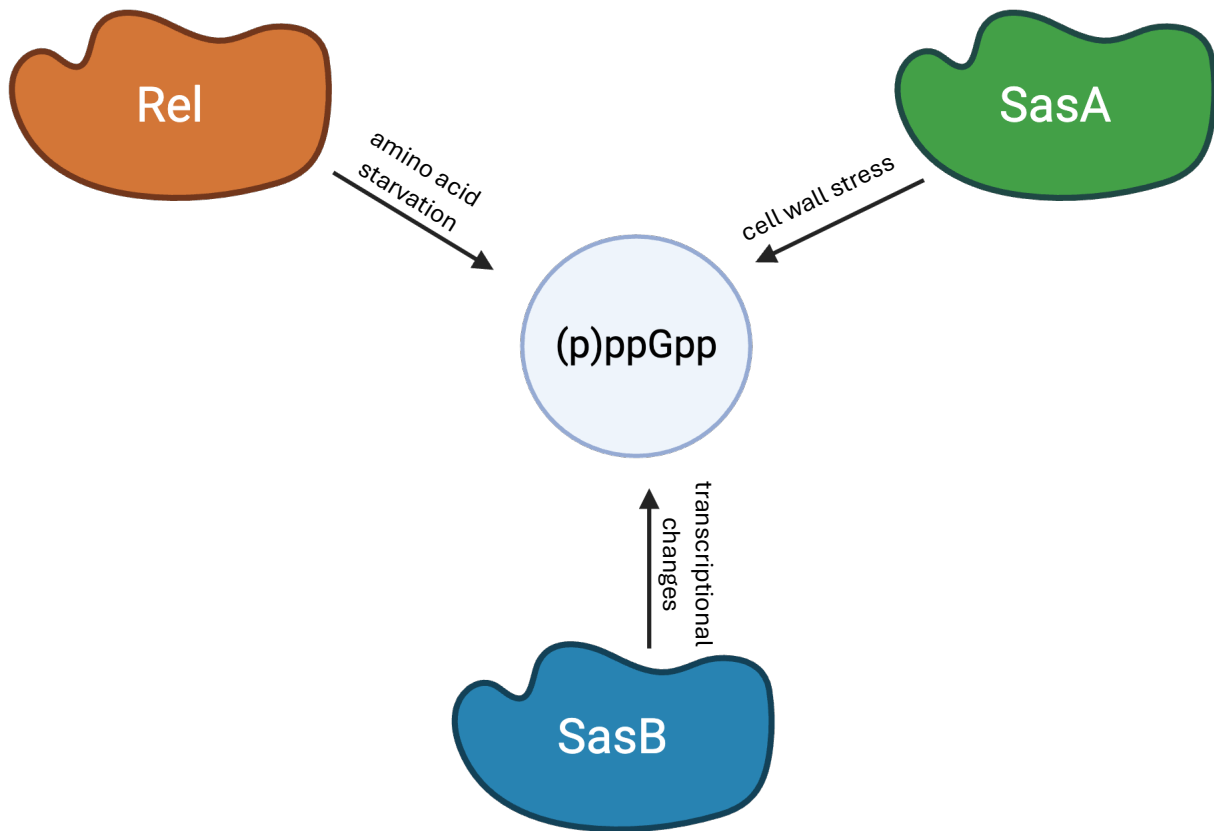 Rel
SasA
amino acid
starvation
cell wall stress
(p)ppGpp
transcriptional
changes
SasB